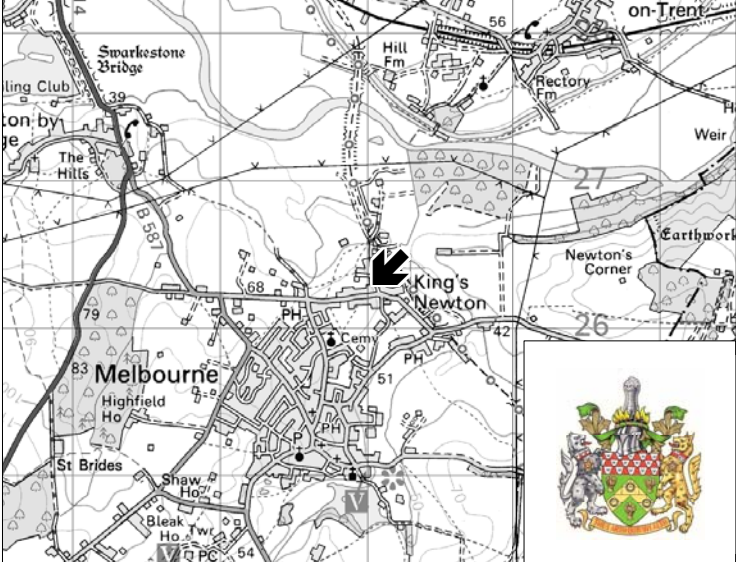 56
on-Trent
Swarkestone
Bridge
Hill
Fm
ling Club
39
Rectory
Fm
ton by
ge
Weir
The
Hills
27
B 587
Earthwork
Newton's
Corner
68
King's
Newton
79
PH
26
42
Cemy
PH
83
Melbourne
51
Highfield
Ho
PH
P
St Brides
Shaw
Ho
V
Bleak
Ho
Twr
V
PC
54